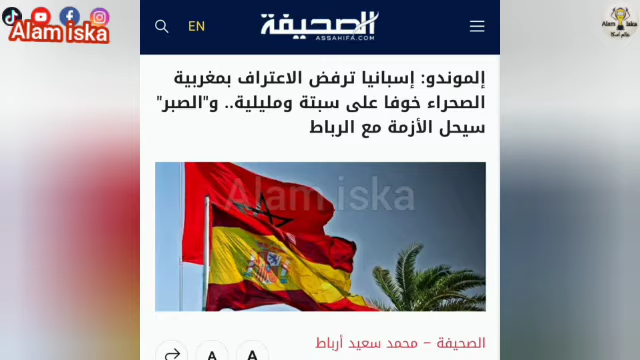 Alam iska
EN
الصحيفة
ASSAHIFA.COM
إلموندو: إسبانيا ترفض الاعتراف بمغربية
الصحراء خوفا على سبتة ومليلية.. و"الصبر"
سيحل الأزمة مع الرباط
Alam iska
الصحيفة – محمد سعيد أرباط
A
A